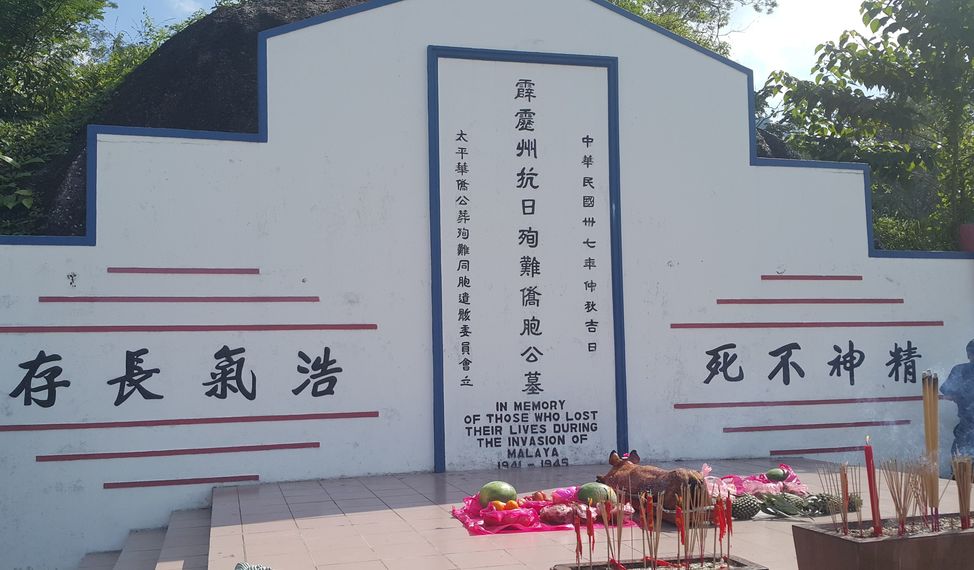 中華民國卅七年仲秋吉日
霹靂州抗日殉難僑胞公墓
太平華僑公葬殉難同胞遺骸委員會立
IN MEMORY
OF THOSE WHO LOST
THEIR LIVES DURING
THE INVASION OF
MALAYA
1941 - 1945
精神不死
浩氣長存